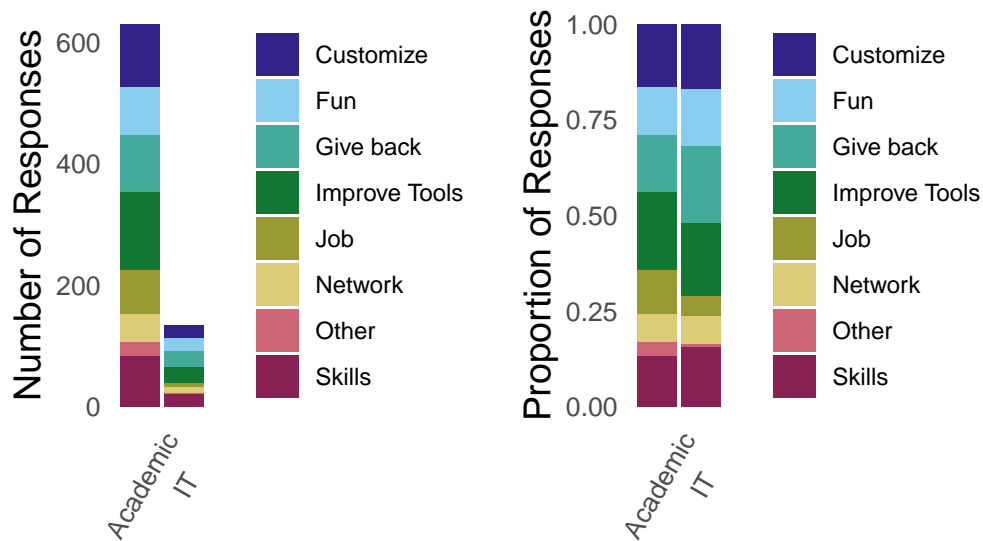 Number of Responses
600
400
200
0
Academic
IT
Customize
Fun
Give back
Improve Tools
Job
Network
Other
Skills
Proportion of Responses
1.00
0.75
0.50
0.25
0.00
Academic
IT
Customize
Fun
Give back
Improve Tools
Job
Network
Other
Skills